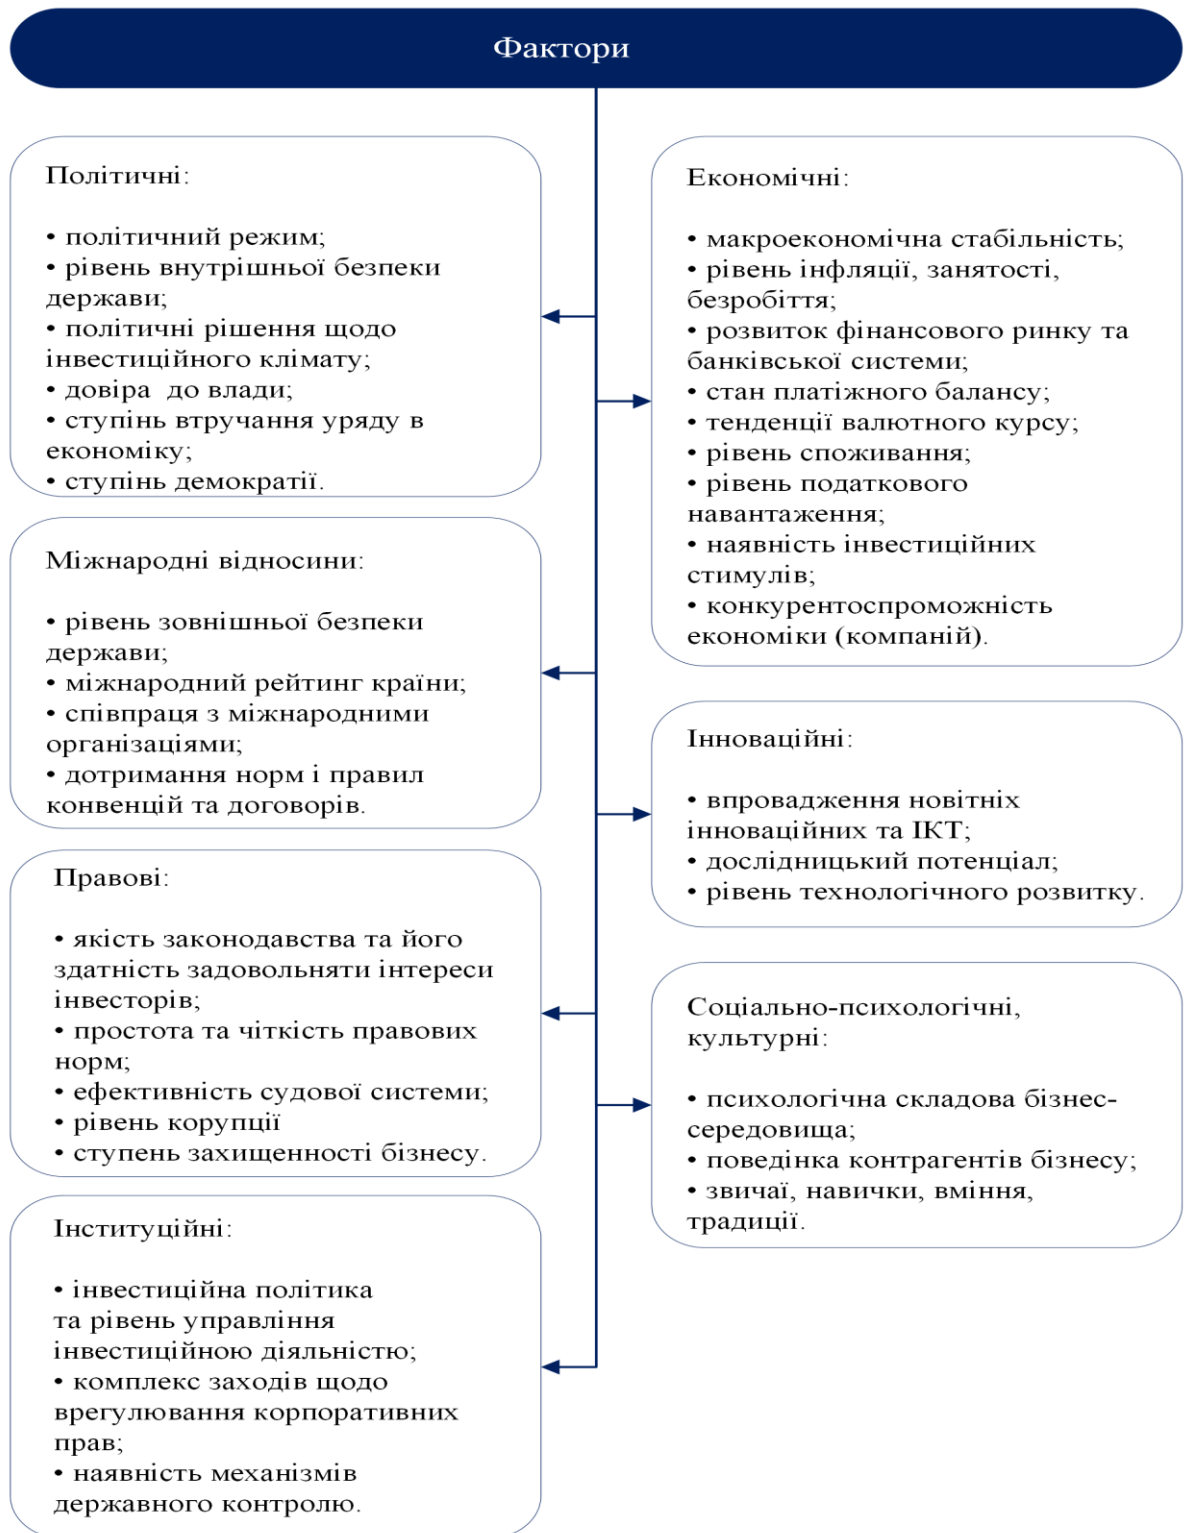 Фактори
Політичні:
• політичний режим;
• рівень внутрішньої безпеки
держави;
• політичні рішення щодо
інвестиційного клімату;
• довіра до влади;
• ступінь втручання уряду в
економіку;
• ступінь демократії.
Міжнародні відносини:
• рівень зовнішньої безпеки
держави;
• міжнародний рейтинг країни;
• співпраця з міжнародними
організаціями;
• дотримання норм і правил
конвенцій та договорів.
Правові:
• якість законодавства та його
здатність задовольняти інтереси
інвесторів;
• простота та чіткість правових
норм;
• ефективність судової системи;
• рівень корупції
• ступень захищенності бізнесу.
Інституційні:
• інвестиційна політика
та рівень управління
інвестиційною діяльністю;
• комплекс заходів щодо
врегулювання корпоративних
прав;
• наявність механізмів
державного контролю.
Економічні:
• макроекономічна стабільність;
• рівень інфляції, занятості,
безробіття;
• розвиток фінансового ринку та
банківської системи;
• стан платіжного балансу;
• тенденції валютного курсу;
• рівень споживання;
• рівень податкового
навантаження;
• наявність інвестиційних
стимулів;
• конкурентоспроможність
економіки (компаній).
Інноваційні:
• впровадження новітніх
інноваційних та ІКТ;
• дослідницький потенціал;
• рівень технологічного розвитку.
Соціально-психологічні,
культурні:
• психологічна складова бізнес-
середовища;
• поведінка контрагентів бізнесу;
• звичаї, навички, вміння,
традиції.